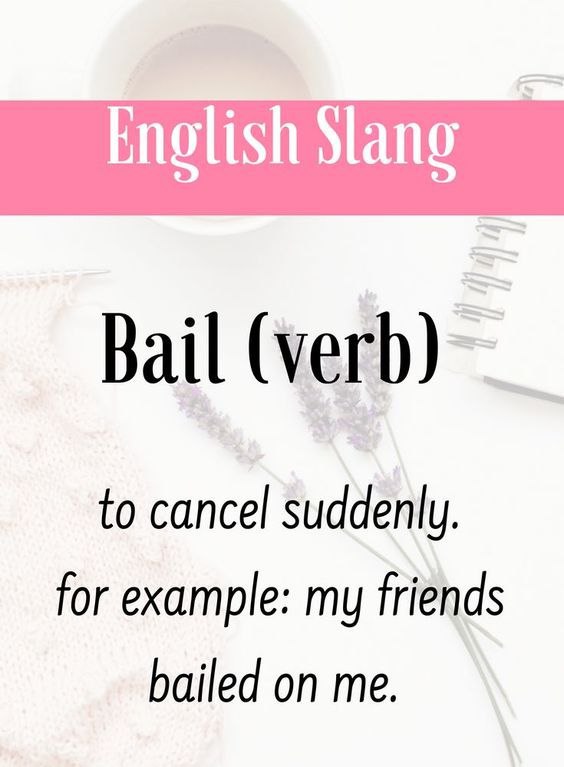 English Slang
Bail (verb)
to cancel suddenly.
for example: my friends
bailed on me.